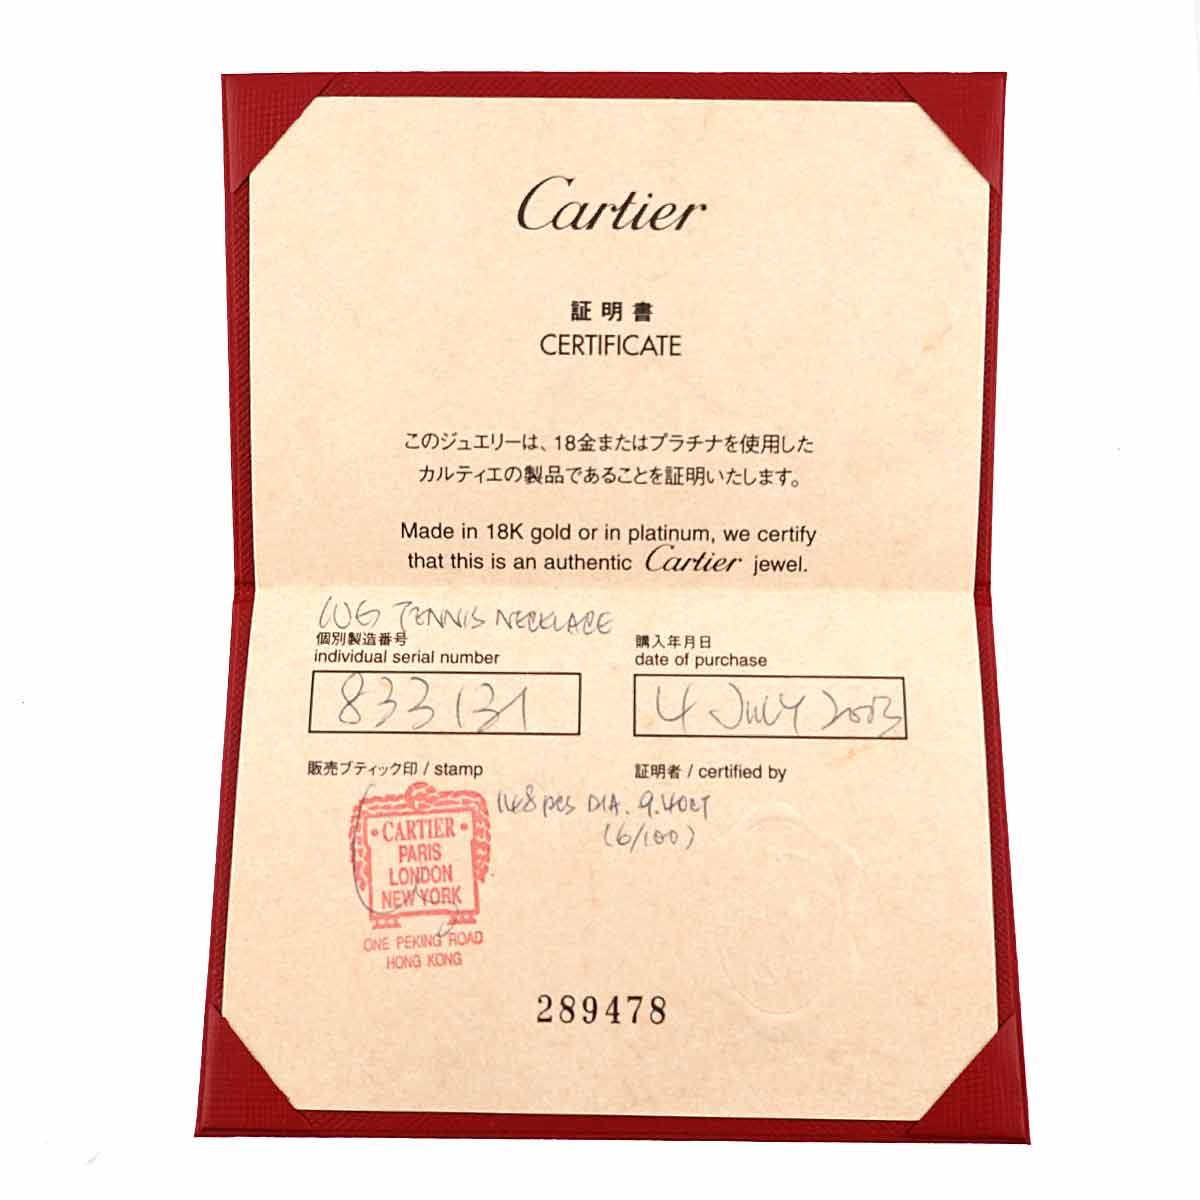 Cartier
証明書
CERTIFICATE
このジュエリーは、18金またはプラチナを使用した
カルティエの製品であることを証明いたします。
Made in 18K gold or in platinum, we certify
that this is an authentic Cartier jewel.
WG TENNIS NECKLACE
個別製造番号
individual serial number
833131
購入年月日
date of purchase
4 JULY 2003
販売ブティック印 / stamp
証明者 / certified by
148 pcs DIA. 9.40CT
(6/100)
• CARTIER •
PARIS
LONDON
NEW YORK
ONE PEKING ROAD
HONG KONG
289478